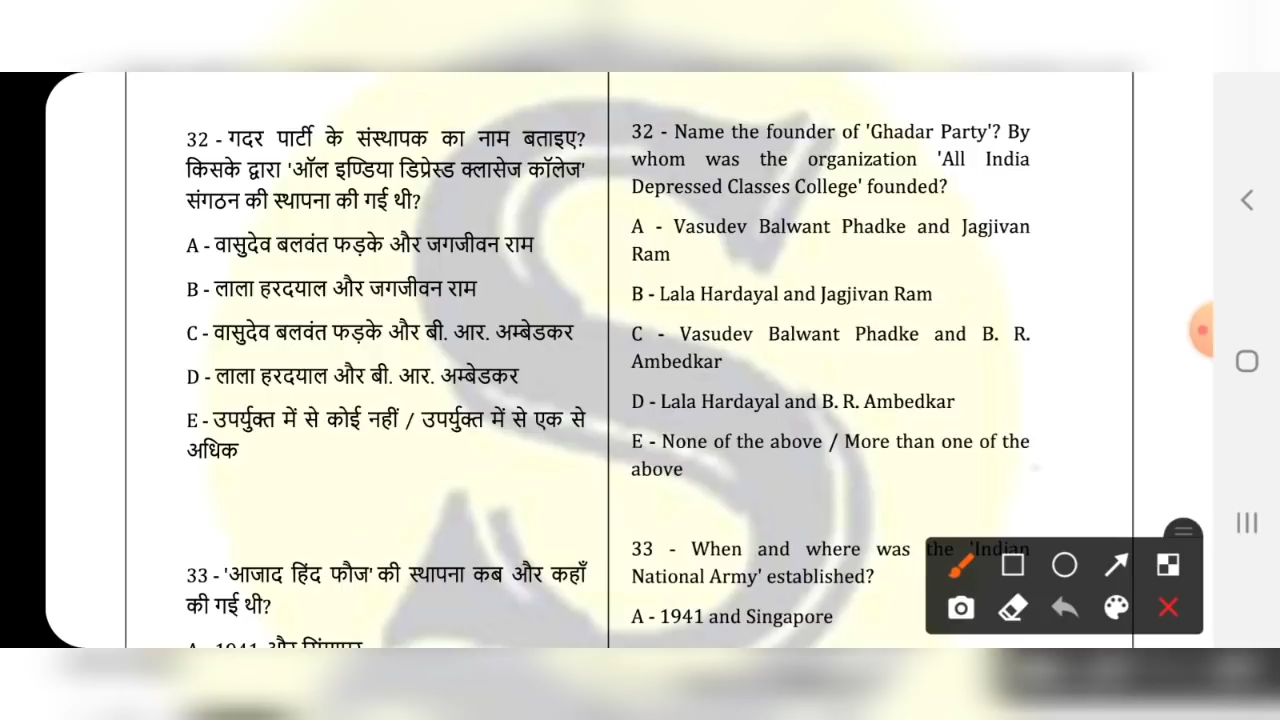 32 - गदर पार्टी के संस्थापक का नाम बताइए?
किसके द्वारा 'ऑल इण्डिया डिप्रेस्ड क्लासेज कॉलेज'
संगठन की स्थापना की गई थी?
A - वासुदेव बलवंत फड़के और जगजीवन राम
B - लाला हरदयाल और जगजीवन राम
C - वासुदेव बलवंत फड़के और बी. आर. अम्बेडकर
D - लाला हरदयाल और बी. आर. अम्बेडकर
E - उपर्युक्त में से कोई नहीं / उपर्युक्त में से एक से
अधिक
33 - 'आजाद हिंद फौज' की स्थापना कब और कहाँ
की गई थी?
A - 1941 और सिंगापुर
32 - Name the founder of 'Ghadar Party'? By
whom was the organization 'All India
Depressed Classes College' founded?
A - Vasudev Balwant Phadke and Jagjivan
Ram
B - Lala Hardayal and Jagjivan Ram
C - Vasudev Balwant Phadke and B. R.
Ambedkar
D - Lala Hardayal and B. R. Ambedkar
E - None of the above / More than one of the
above
33 - When and where was the 'Indian
National Army' established?
A - 1941 and Singapore